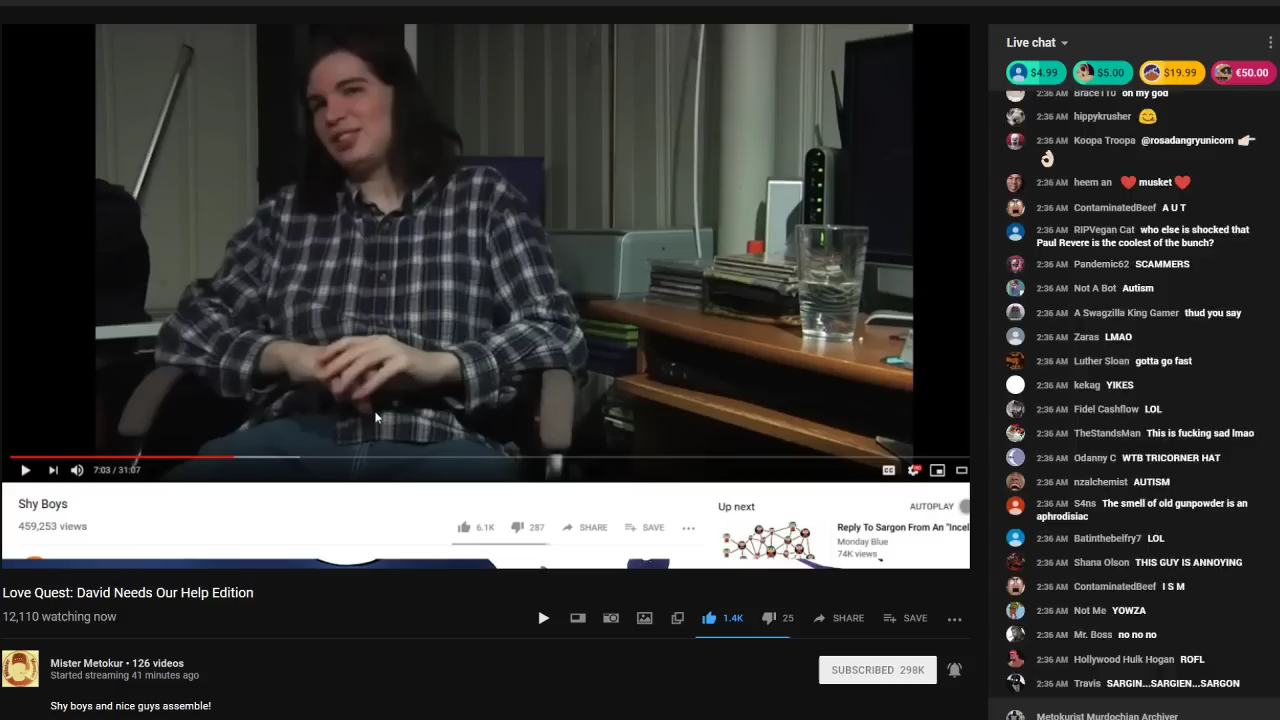 7:03 / 31:07
CC
Shy Boys
459,253 views
6.1K
287
SHARE
SAVE
Up next
AUTOPLAY
Reply To Sargon From An "Incel
Monday Blue
74K views
Love Quest: David Needs Our Help Edition
12,110 watching now
1.4K
25
SHARE
SAVE
Mister Metokur • 126 videos
Started streaming 41 minutes ago
SUBSCRIBED 298K
Shy boys and nice guys assemble!
Live chat
$4.99 $5.00 $19.99 €50.00
2:36 AM Brace110 oh my god
2:36 AM hippykrusher 😋
2:36 AM Koopa Troopa @rosadangryunicorn 👉🏻
👌🏻
2:36 AM heem an ❤️ musket ❤️
2:36 AM ContaminatedBeef A U T
2:36 AM RIPVegan Cat who else is shocked that
Paul Revere is the coolest of the bunch?
2:36 AM Pandemic62 SCAMMERS
2:36 AM Not A Bot Autism
2:36 AM A Swagzilla King Gamer thud you say
2:36 AM Zaras LMAO
2:36 AM Luther Sloan gotta go fast
2:36 AM kekag YIKES
2:36 AM Fidel Cashflow LOL
2:36 AM TheStandsMan This is fucking sad lmao
2:36 AM Odanny C WTB TRICORNER HAT
2:36 AM nzalchemist AUTISM
2:36 AM S4ns The smell of old gunpowder is an
aphrodisiac
2:36 AM Batinthebelfry7 LOL
2:36 AM Shana Olson THIS GUY IS ANNOYING
2:36 AM ContaminatedBeef I S M
2:36 AM Not Me YOWZA
2:36 AM Mr. Boss no no no
2:36 AM Hollywood Hulk Hogan ROFL
2:36 AM Travis SARGIN...SARGIEN...SARGON
Metokurist Murdochian Archiver